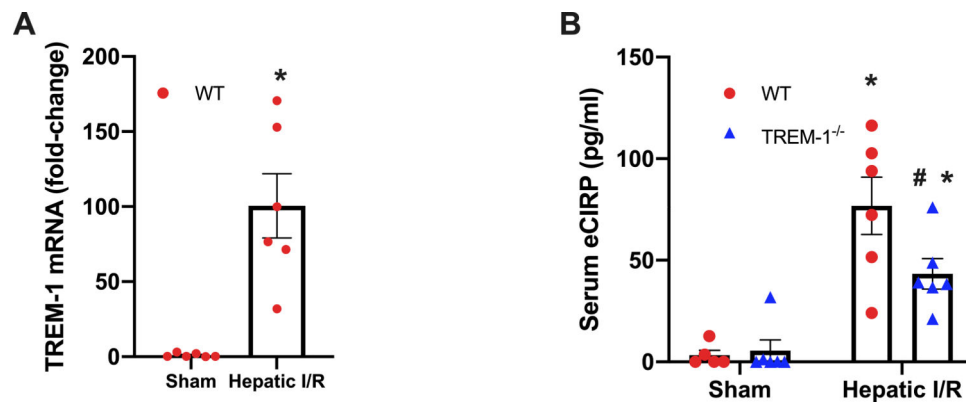 A
TREM-1 mRNA (fold-change)
200
150
100
50
0
WT
*
Sham
Hepatic I/R
B
Serum eCIRP (pg/ml)
150
100
50
0
WT
TREM-1-/-
*
# *
Sham
Hepatic I/R